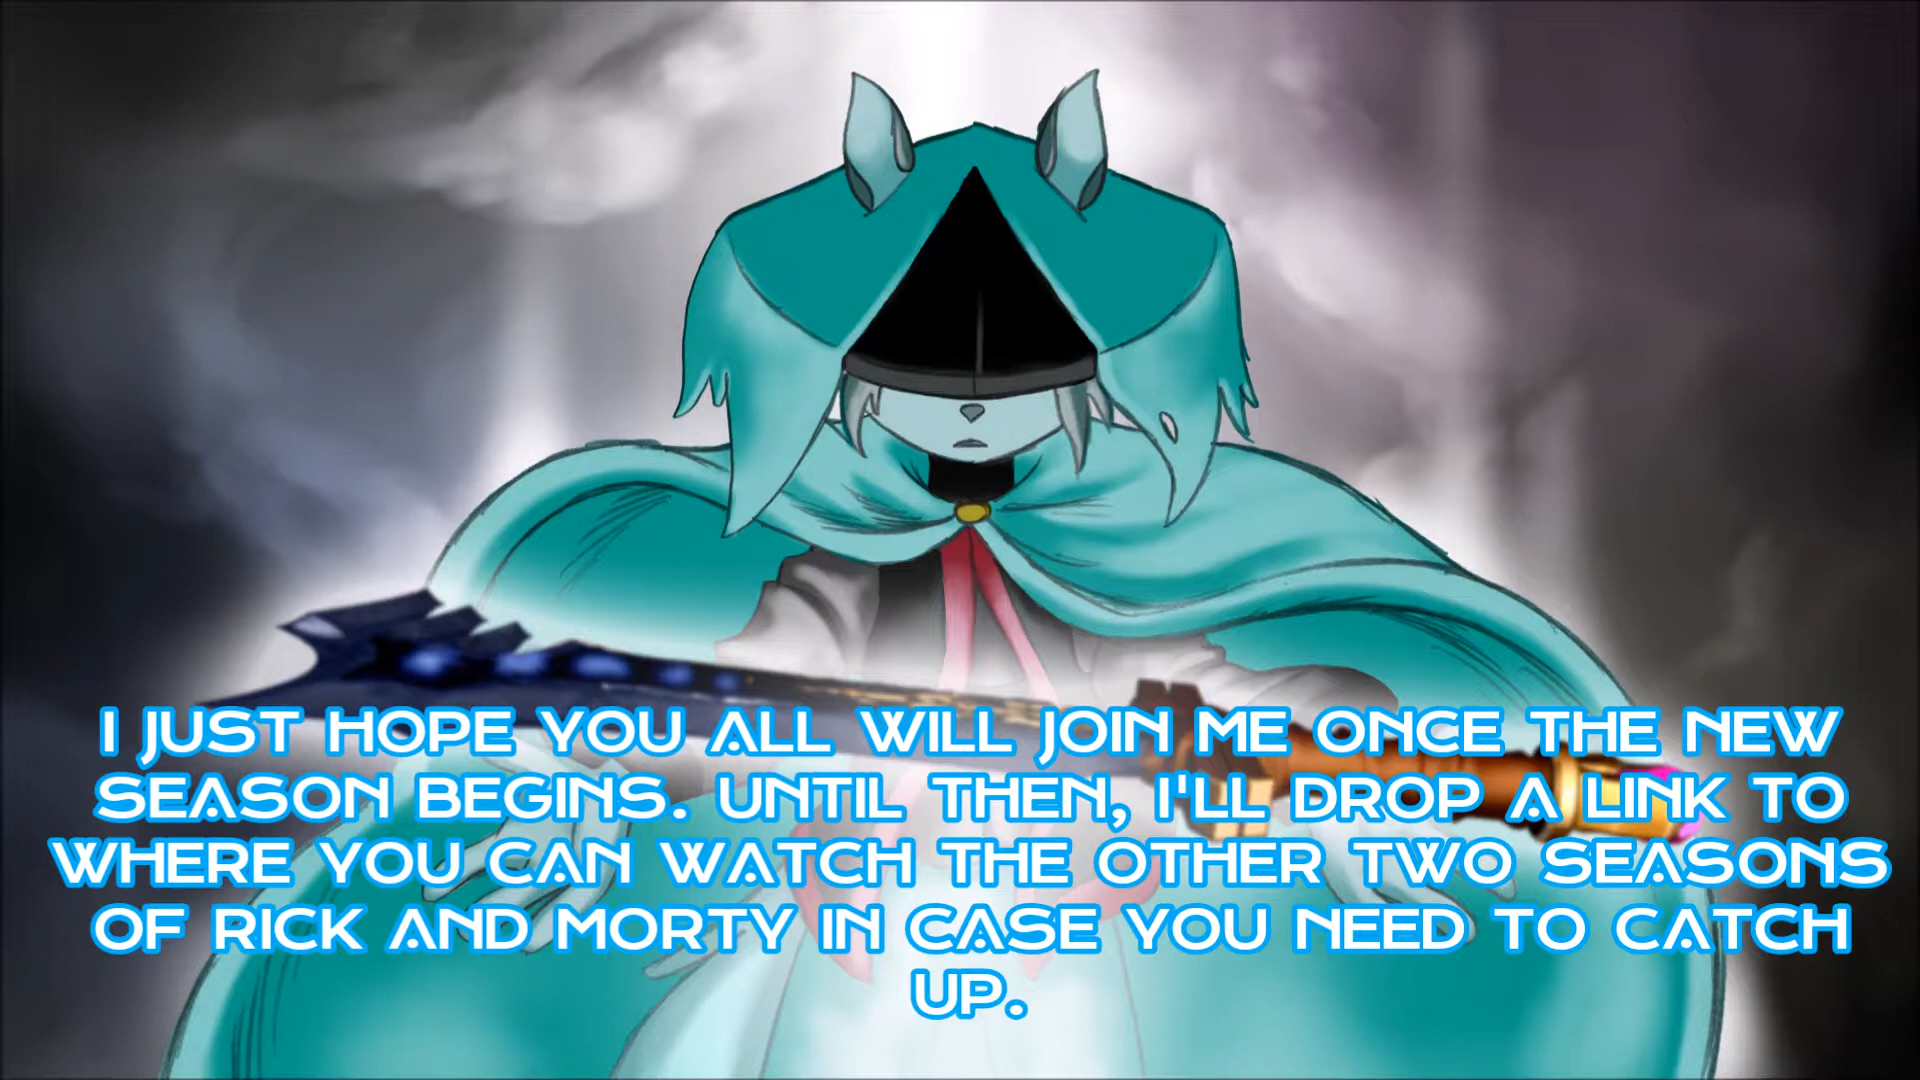 I JUST HOPE YOU ALL WILL JOIN ME ONCE THE NEW
SEASON BEGINS. UNTIL THEN, I'LL DROP A LINK TO
WHERE YOU CAN WATCH THE OTHER TWO SEASONS
OF RICK AND MORTY IN CASE YOU NEED TO CATCH
UP.